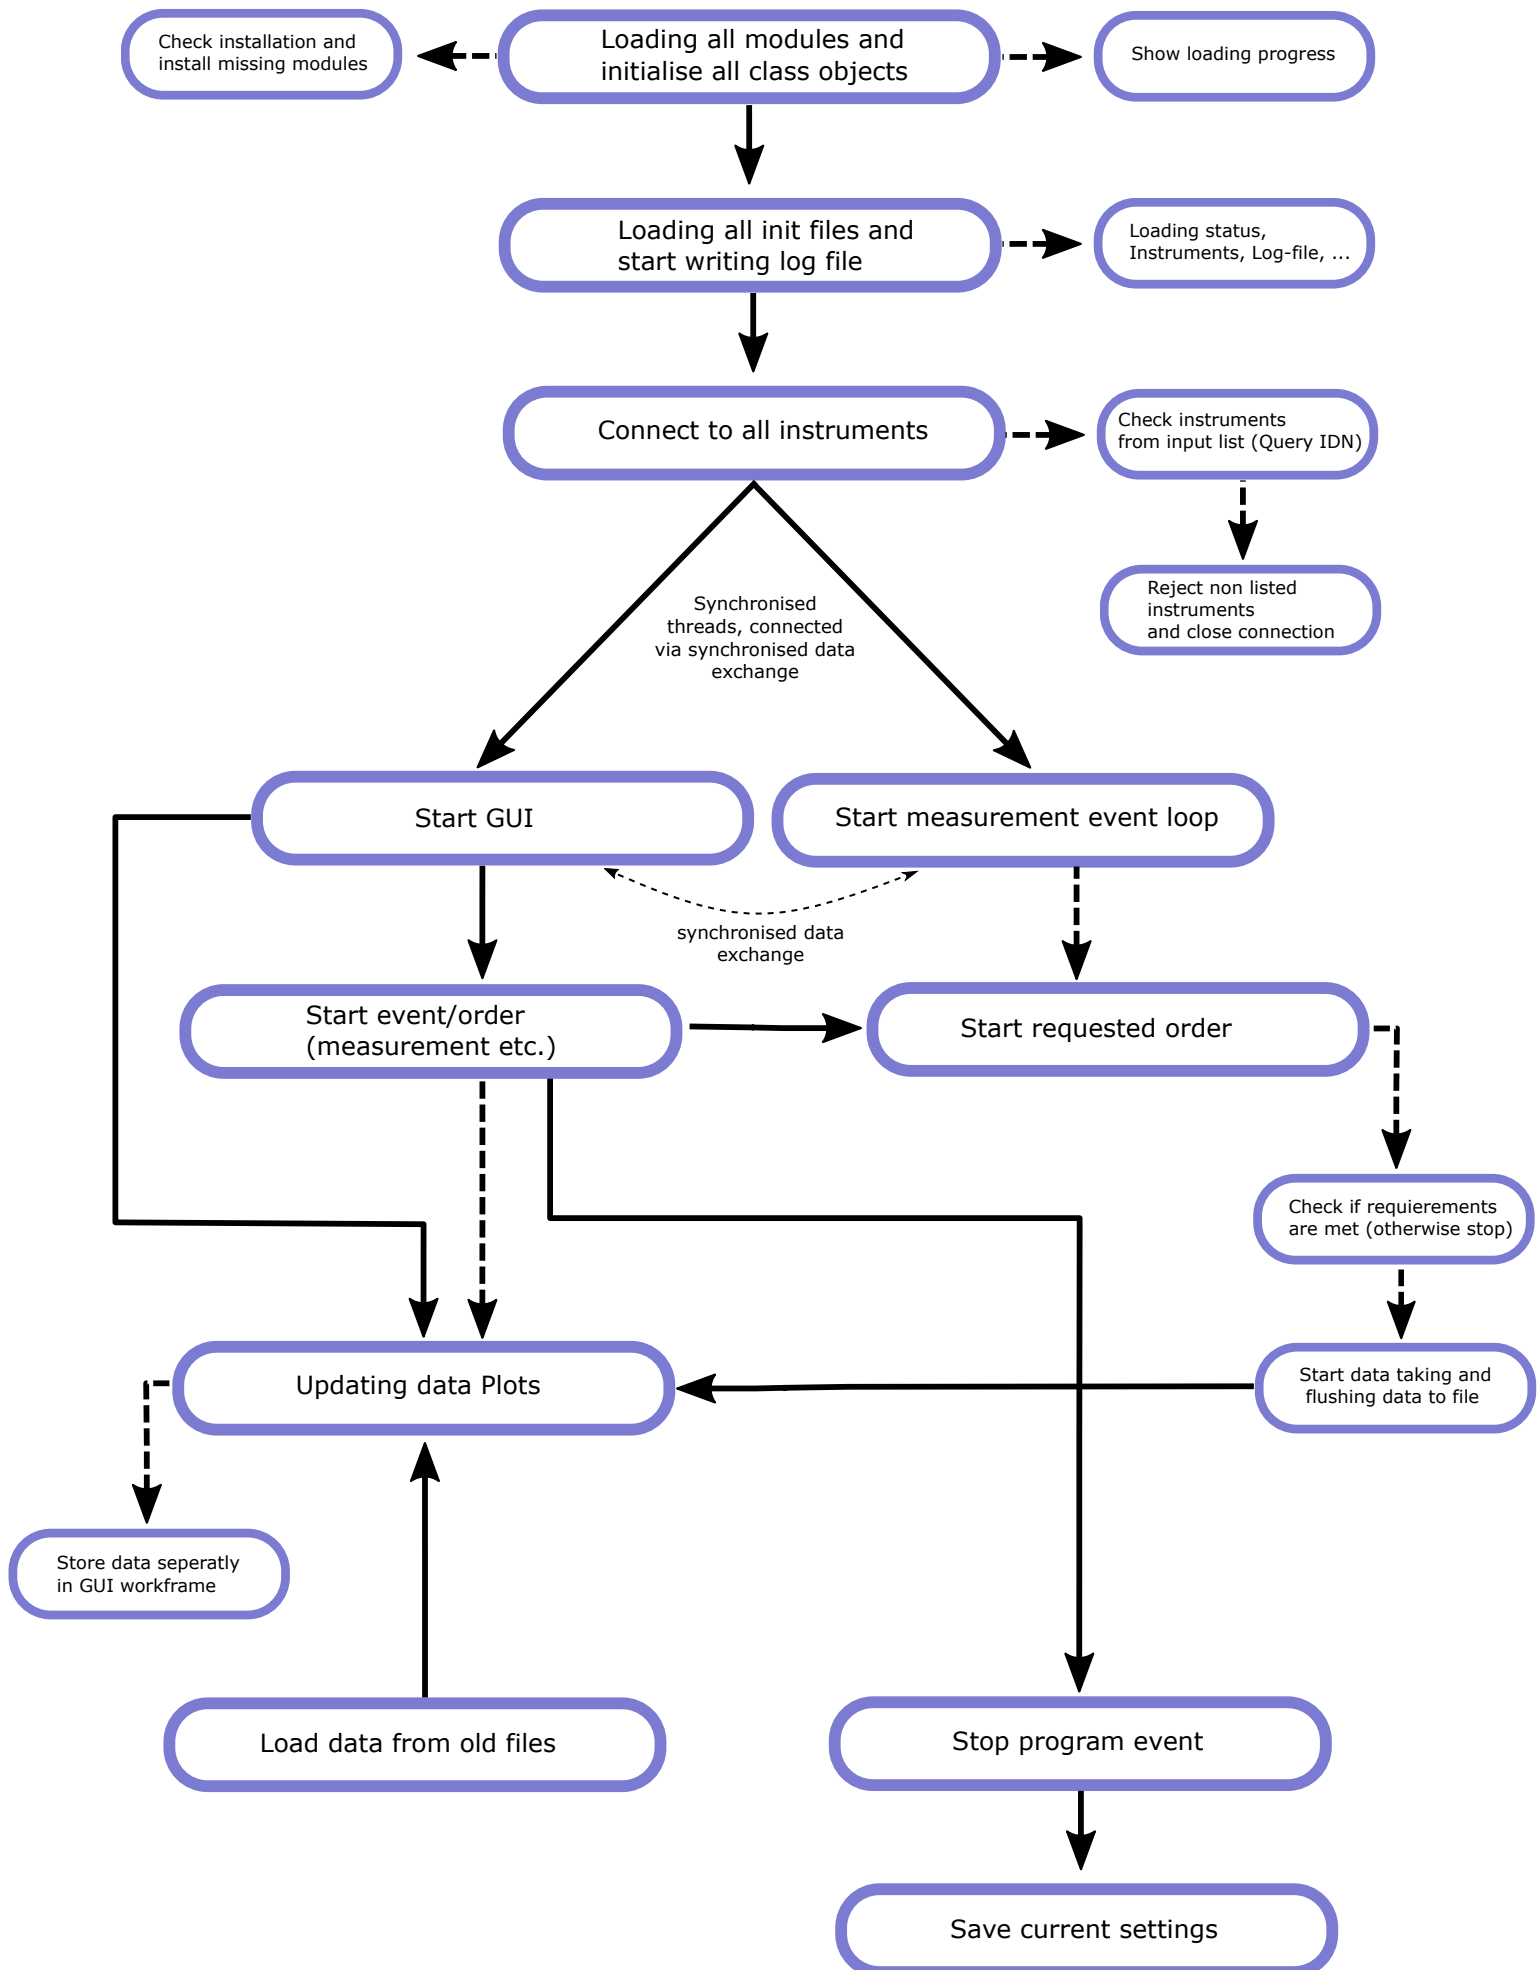 Check installation and
install missing modules
Loading all modules and
initialise all class objects
Show loading progress
Loading all init files and
start writing log file
Loading status,
Instruments, Log-file, ...
Connect to all instruments
Check instruments
from input list (Query IDN)
Reject non listed
instruments
and close connection
Synchronised
threads, connected
via synchronised data
exchange
Start GUI
Start measurement event loop
synchronised data
exchange
Start event/order
(measurement etc.)
Start requested order
Check if requierements
are met (otherwise stop)
Updating data Plots
Start data taking and
flushing data to file
Store data seperatly
in GUI workframe
Load data from old files
Stop program event
Save current settings